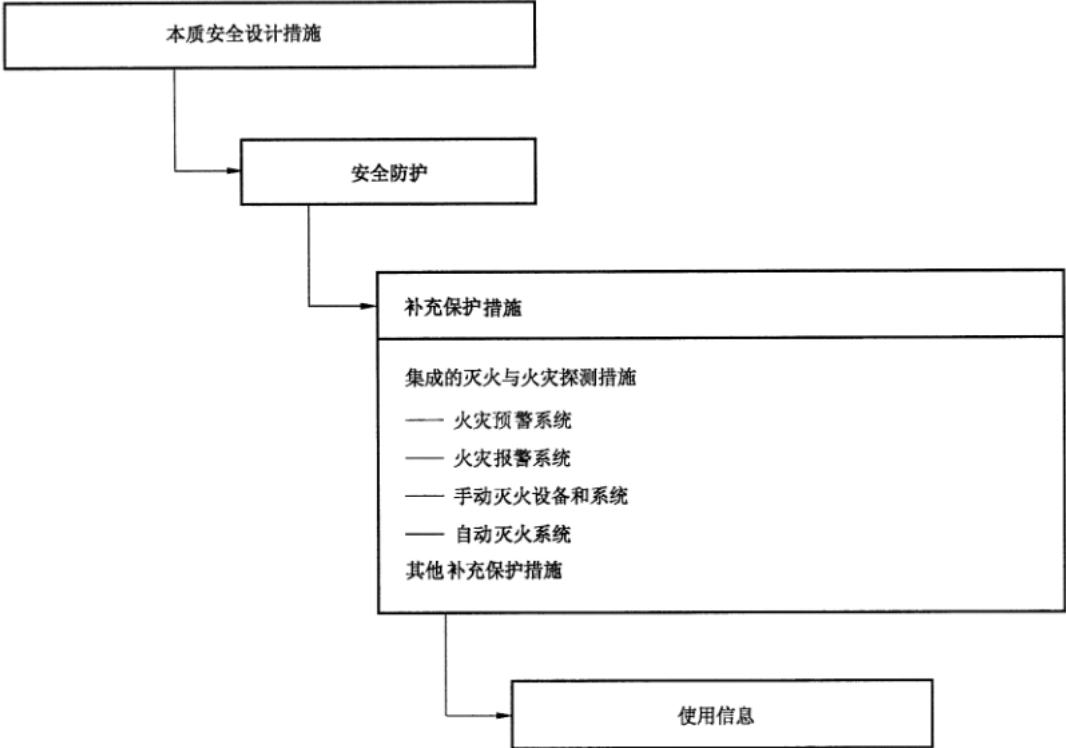 本质安全设计措施
安全防护
补充保护措施
集成的灭火与火灾探测措施
—— 火灾预警系统
—— 火灾报警系统
—— 手动灭火设备和系统
—— 自动灭火系统
其他补充保护措施
使用信息